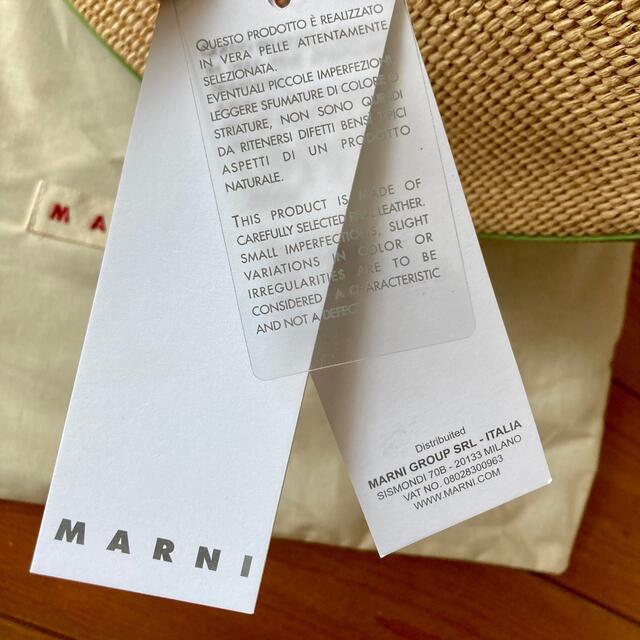 QUESTO PRODOTTO È REALIZZATO
IN VERA PELLE ATTENTAMENTE
SELEZIONATA.
EVENTUALI PICCOLE IMPERFEZIONI
LEGGERE SFUMATURE DI COLORE O
STRIATURE, NON SONO QUINDI
DA RITENERSI DIFETTI BENSÌ TIPICI
ASPETTI DI UN PRODOTTO
NATURALE.
THIS PRODUCT IS MADE OF
CAREFULLY SELECTED REAL LEATHER.
SMALL IMPERFECTIONS, SLIGHT
VARIATIONS IN COLOR OR
IRREGULARITIES ARE TO BE
CONSIDERED A CHARACTERISTIC
AND NOT A DEFECT
MA
MARNI
Distribuited
MARNI GROUP SRL - ITALIA
SISMONDI 70B - 20133 MILANO
VAT NO. 08028300963
WWW.MARNI.COM